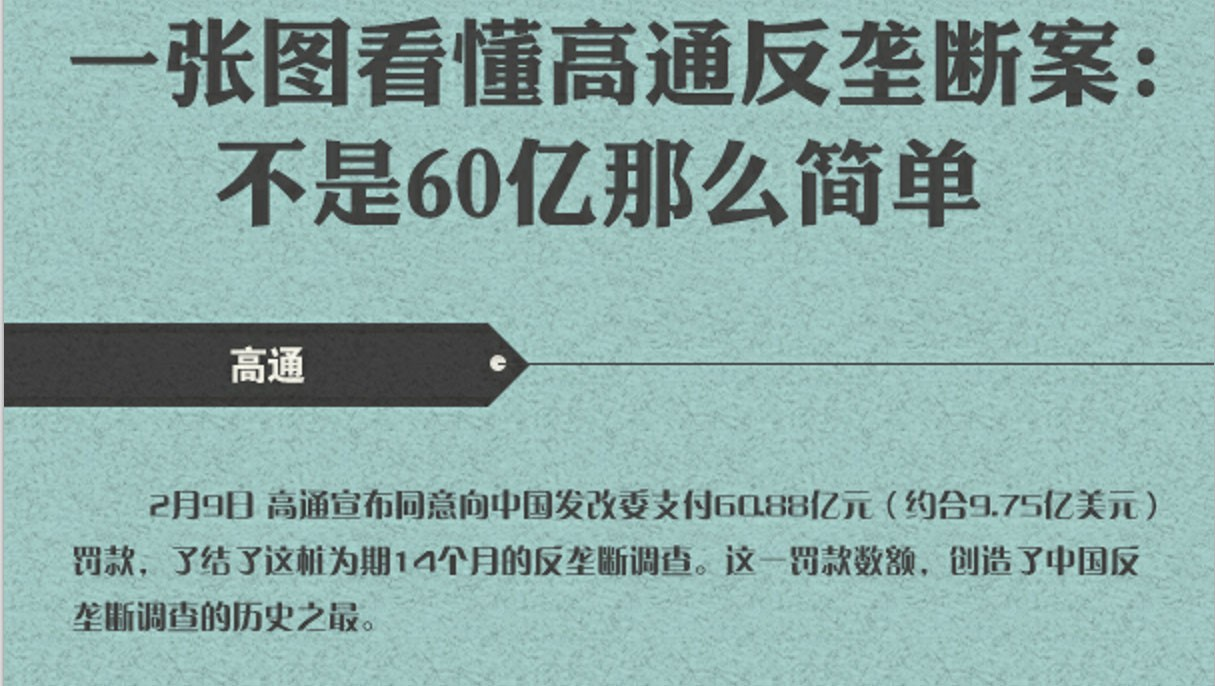 一张图看懂高通反垄断案：
不是60亿那么简单
高通
2月9日 高通宣布同意向中国发改委支付60.88亿元（约合9.75亿美元）
罚款，了结了这桩为期14个月的反垄断调查。这一罚款数额，创造了中国反
垄断调查的历史之最。